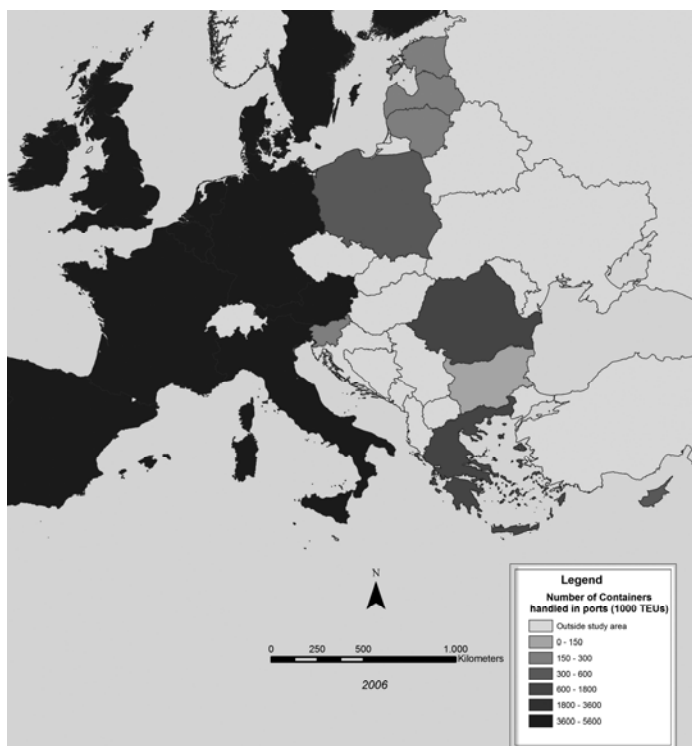 N
0 250 500 1.000
Kilometers
2006
Legend
Number of Containers
handled in ports (1000 TEUs)
Outside study area
0 - 150
150 - 300
300 - 600
600 - 1800
1800 - 3600
3600 - 5600